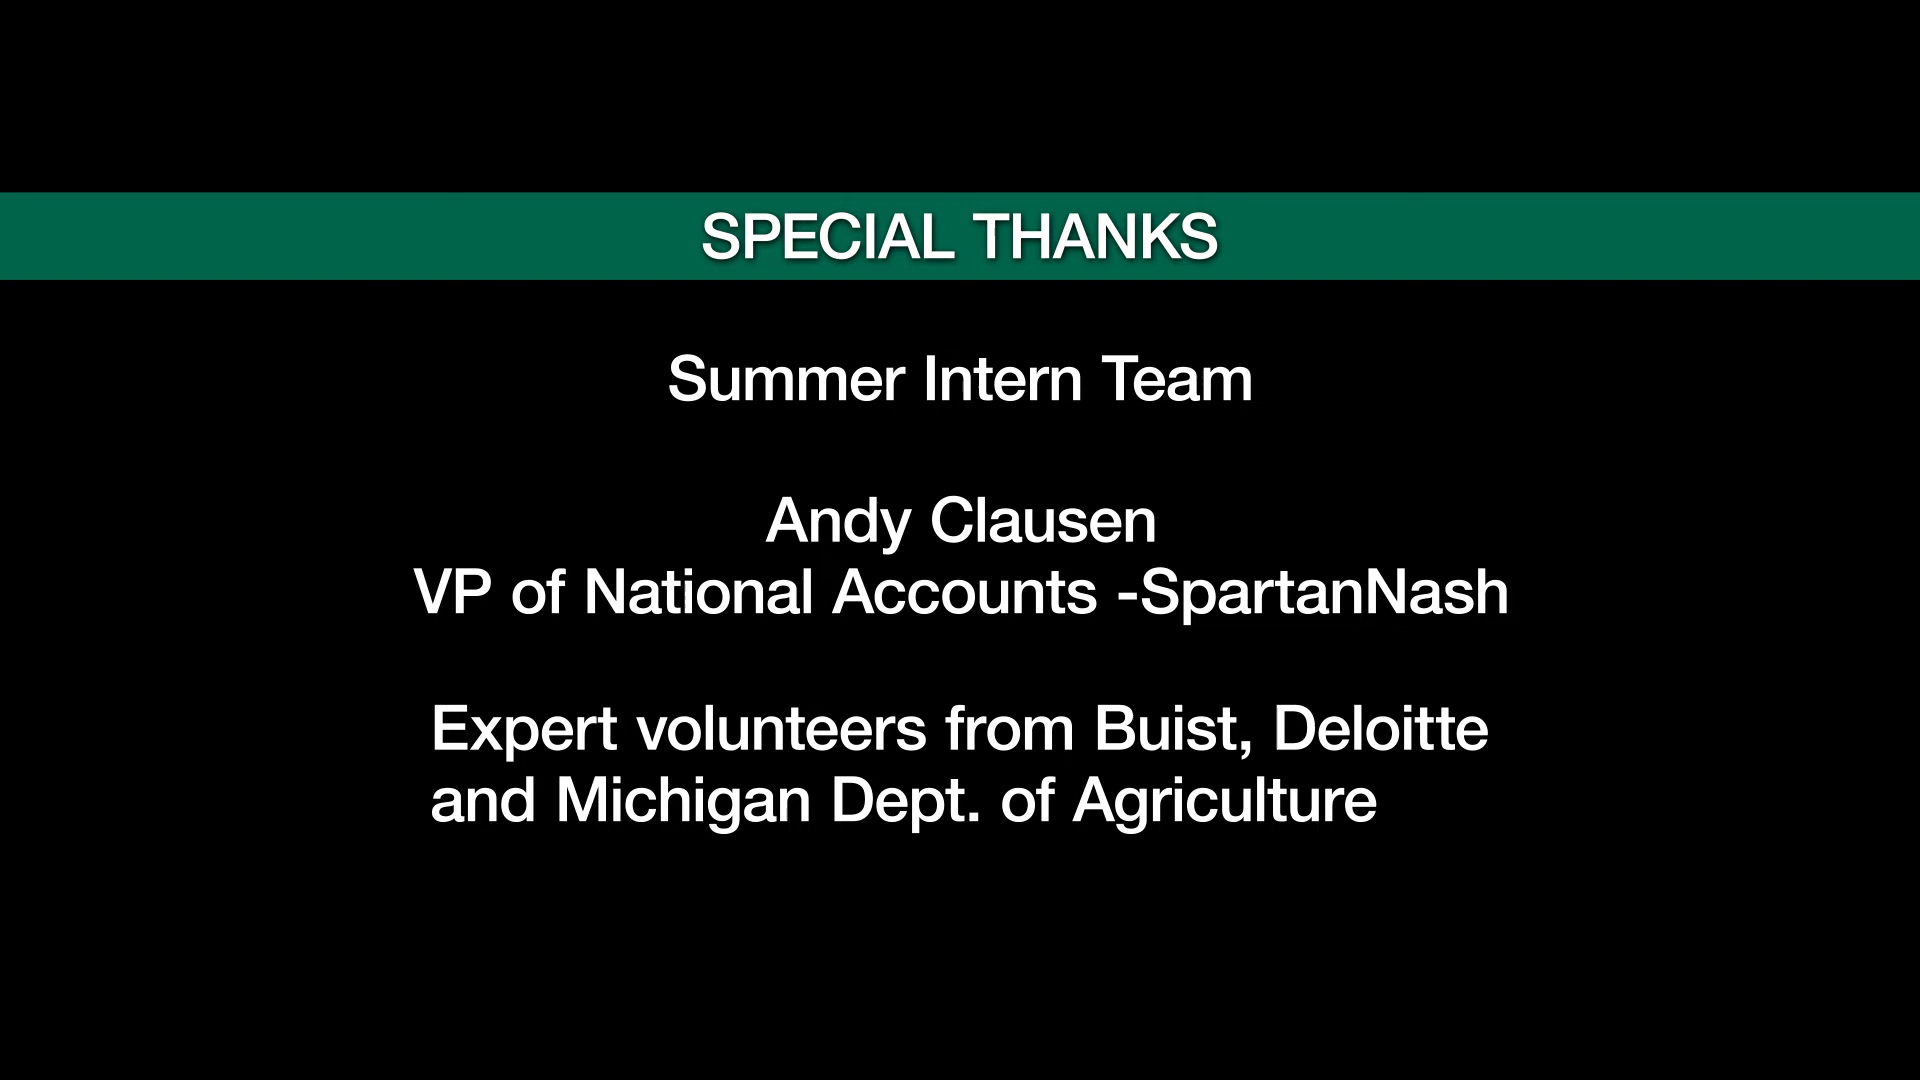 SPECIAL THANKS
Summer Intern Team
Andy Clausen
VP of National Accounts -SpartanNash
Expert volunteers from Buist, Deloitte
and Michigan Dept. of Agriculture